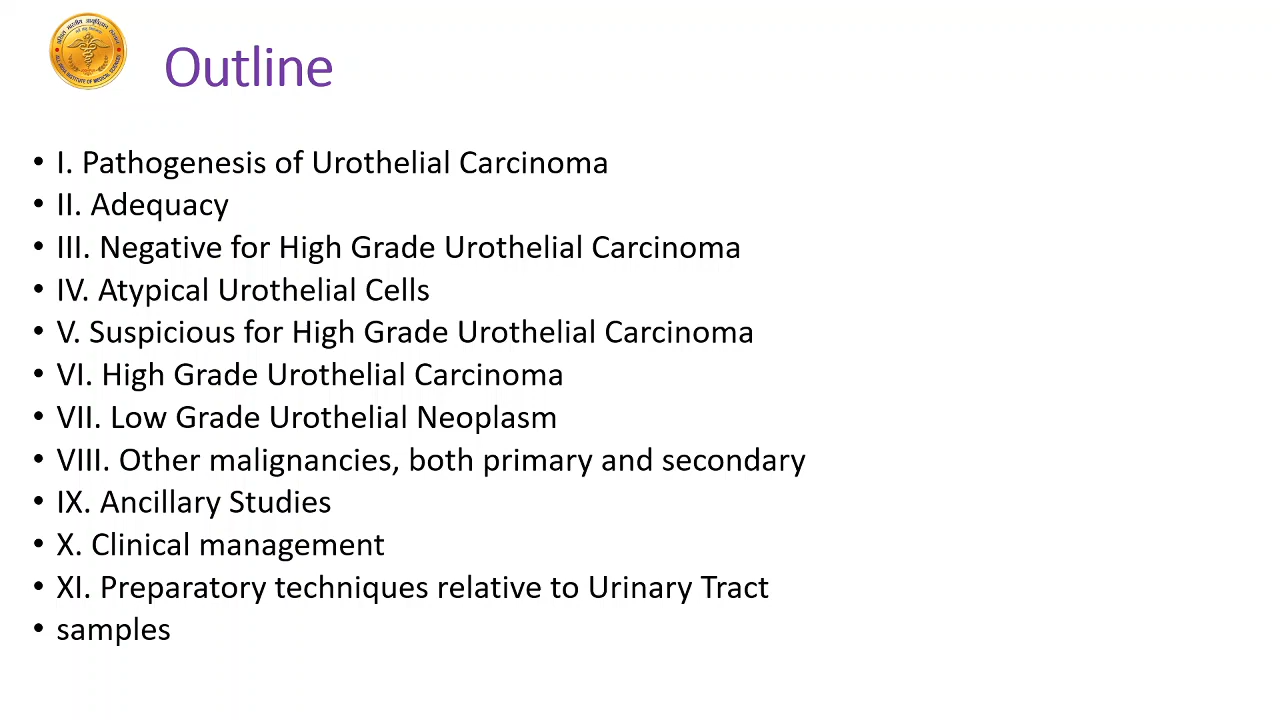 Outline
• I. Pathogenesis of Urothelial Carcinoma
• II. Adequacy
• III. Negative for High Grade Urothelial Carcinoma
• IV. Atypical Urothelial Cells
• V. Suspicious for High Grade Urothelial Carcinoma
• VI. High Grade Urothelial Carcinoma
• VII. Low Grade Urothelial Neoplasm
• VIII. Other malignancies, both primary and secondary
• IX. Ancillary Studies
• X. Clinical management
• XI. Preparatory techniques relative to Urinary Tract
• samples